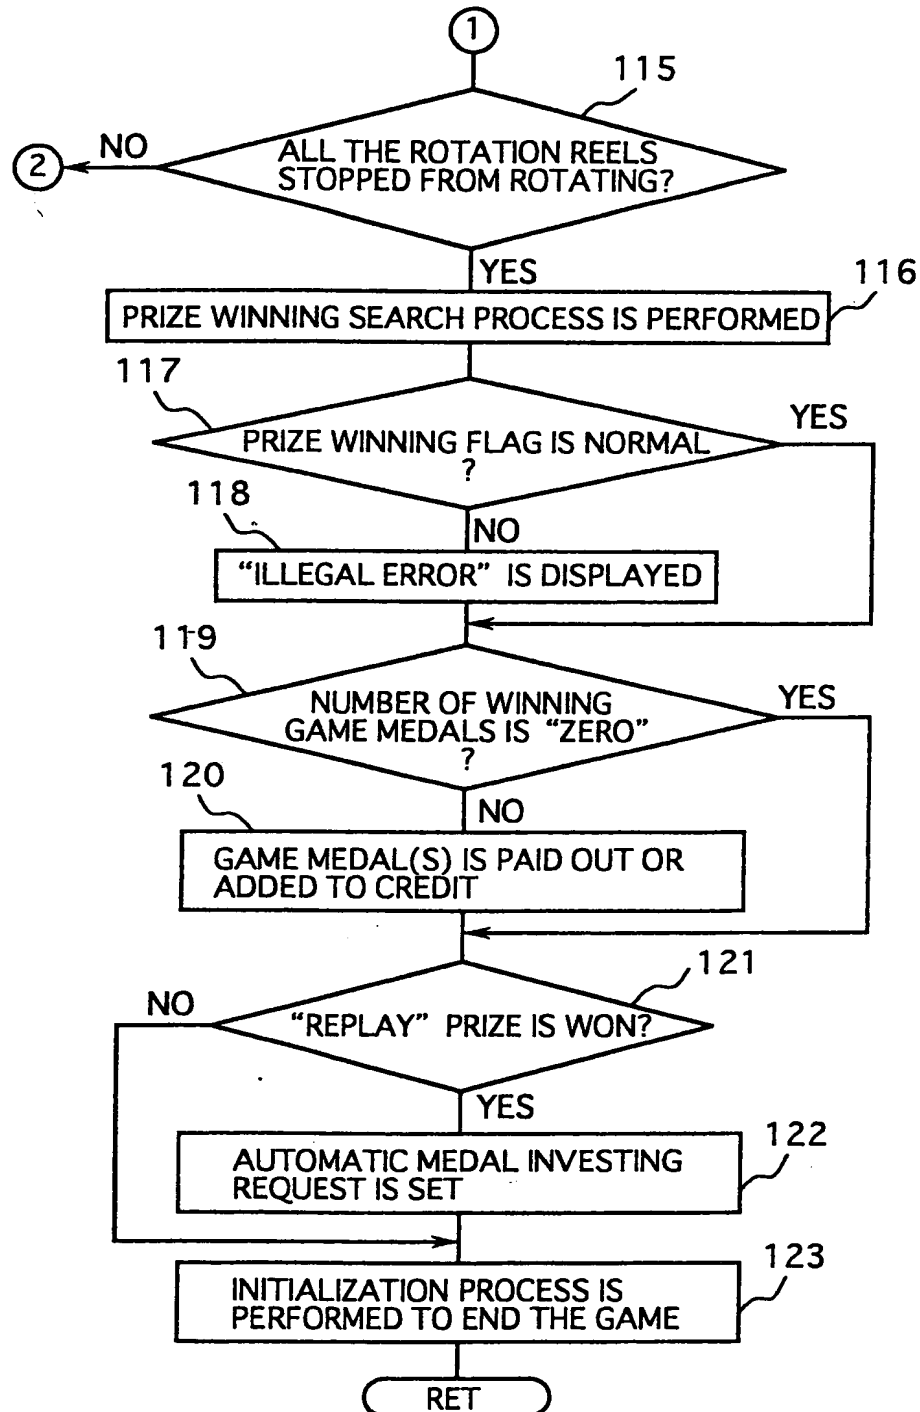 1
115
NO
2
ALL THE ROTATION REELS
STOPPED FROM ROTATING?
YES
116
PRIZE WINNING SEARCH PROCESS IS PERFORMED
117
YES
PRIZE WINNING FLAG IS NORMAL
?
118
NO
“ILLEGAL ERROR” IS DISPLAYED
119
YES
NUMBER OF WINNING
GAME MEDALS IS “ZERO”
?
120
NO
GAME MEDAL(S) IS PAID OUT OR
ADDED TO CREDIT
121
NO
“REPLAY” PRIZE IS WON?
YES
122
AUTOMATIC MEDAL INVESTING
REQUEST IS SET
123
INITIALIZATION PROCESS IS
PERFORMED TO END THE GAME
RET